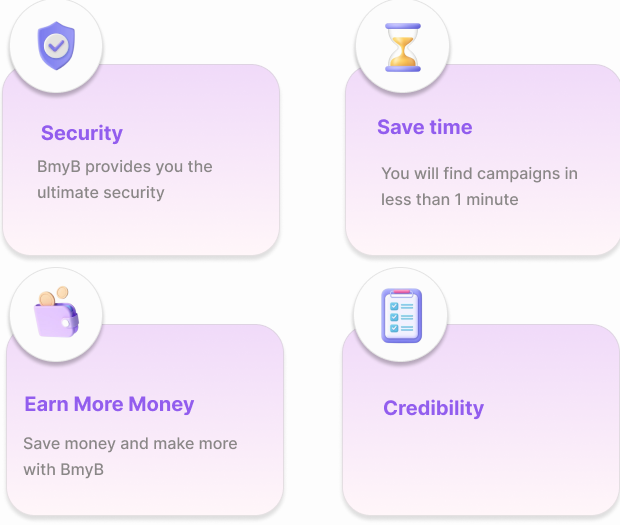 Security
BmyB provides you the
ultimate security
Save time
You will find campaigns in
less than 1 minute
Earn More Money
Save money and make more
with BmyB
Credibility